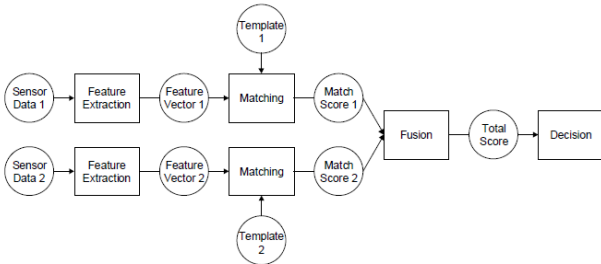 Template
1
Sensor
Data 1
Feature
Extraction
Feature
Vector 1
Matching
Match
Score 1
Fusion
Total
Score
Decision
Sensor
Data 2
Feature
Extraction
Feature
Vector 2
Matching
Match
Score 2
Template
2